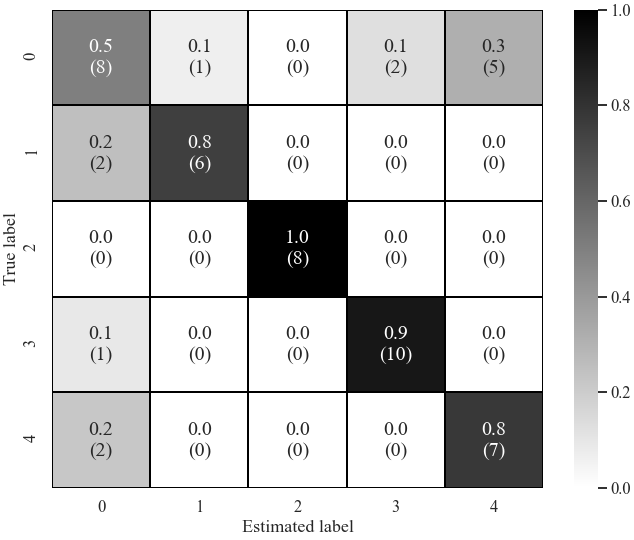 0.5 0.1 0.0 0.1 0.3
(8) (1) (0) (2) (5)
0.2 0.8 0.0 0.0 0.0
(2) (6) (0) (0) (0)
0.0 0.0 1.0 0.0 0.0
(0) (0) (8) (0) (0)
0.1 0.0 0.0 0.9 0.0
(1) (0) (0) (10) (0)
0.2 0.0 0.0 0.0 0.8
(2) (0) (0) (0) (7)
0
1
2
3
4
True label
0 1 2 3 4
Estimated label
1.0
0.8
0.6
0.4
0.2
0.0